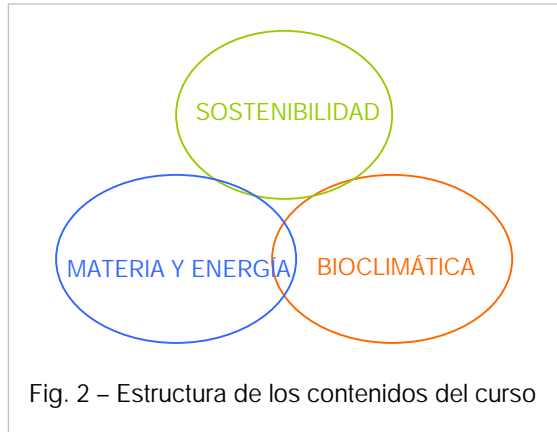 SOSTENIBILIDAD
MATERIA Y ENERGÍA
BIOCLIMÁTICA
Fig. 2 – Estructura de los contenidos del curso